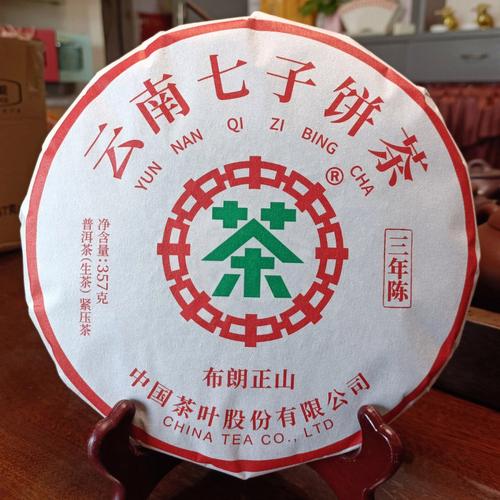 云南七子饼茶
YUN NAN QI ZI BING CHA
®
茶
三年陈
净含量:357克
普洱茶(生茶)紧压茶
布朗正山
中国茶叶股份有限公司
CHINA TEA CO., LTD